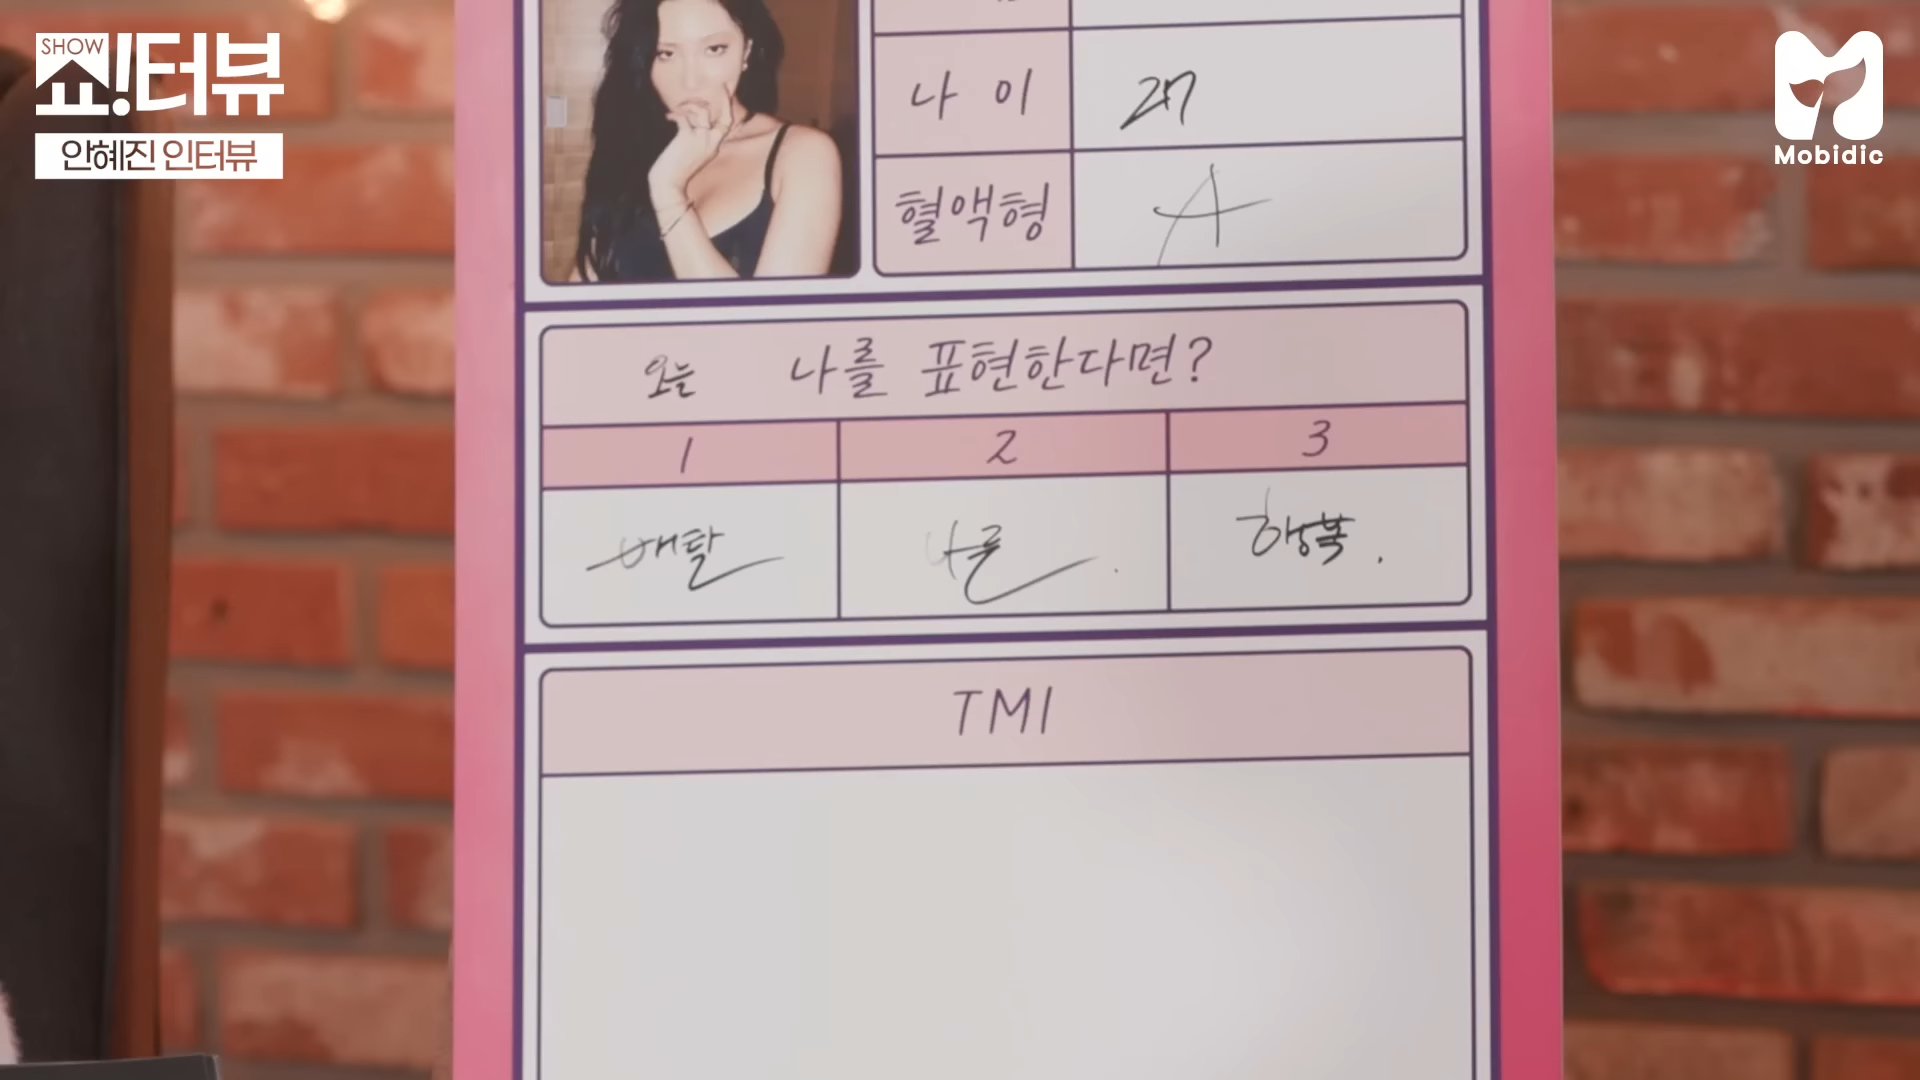 SHOW
쇼!터뷰
안혜진 인터뷰
Mobidic
나이 27
혈액형 A
오늘 나를 표현한다면?
1 2 3
배탈 나른. 행복.
TMI